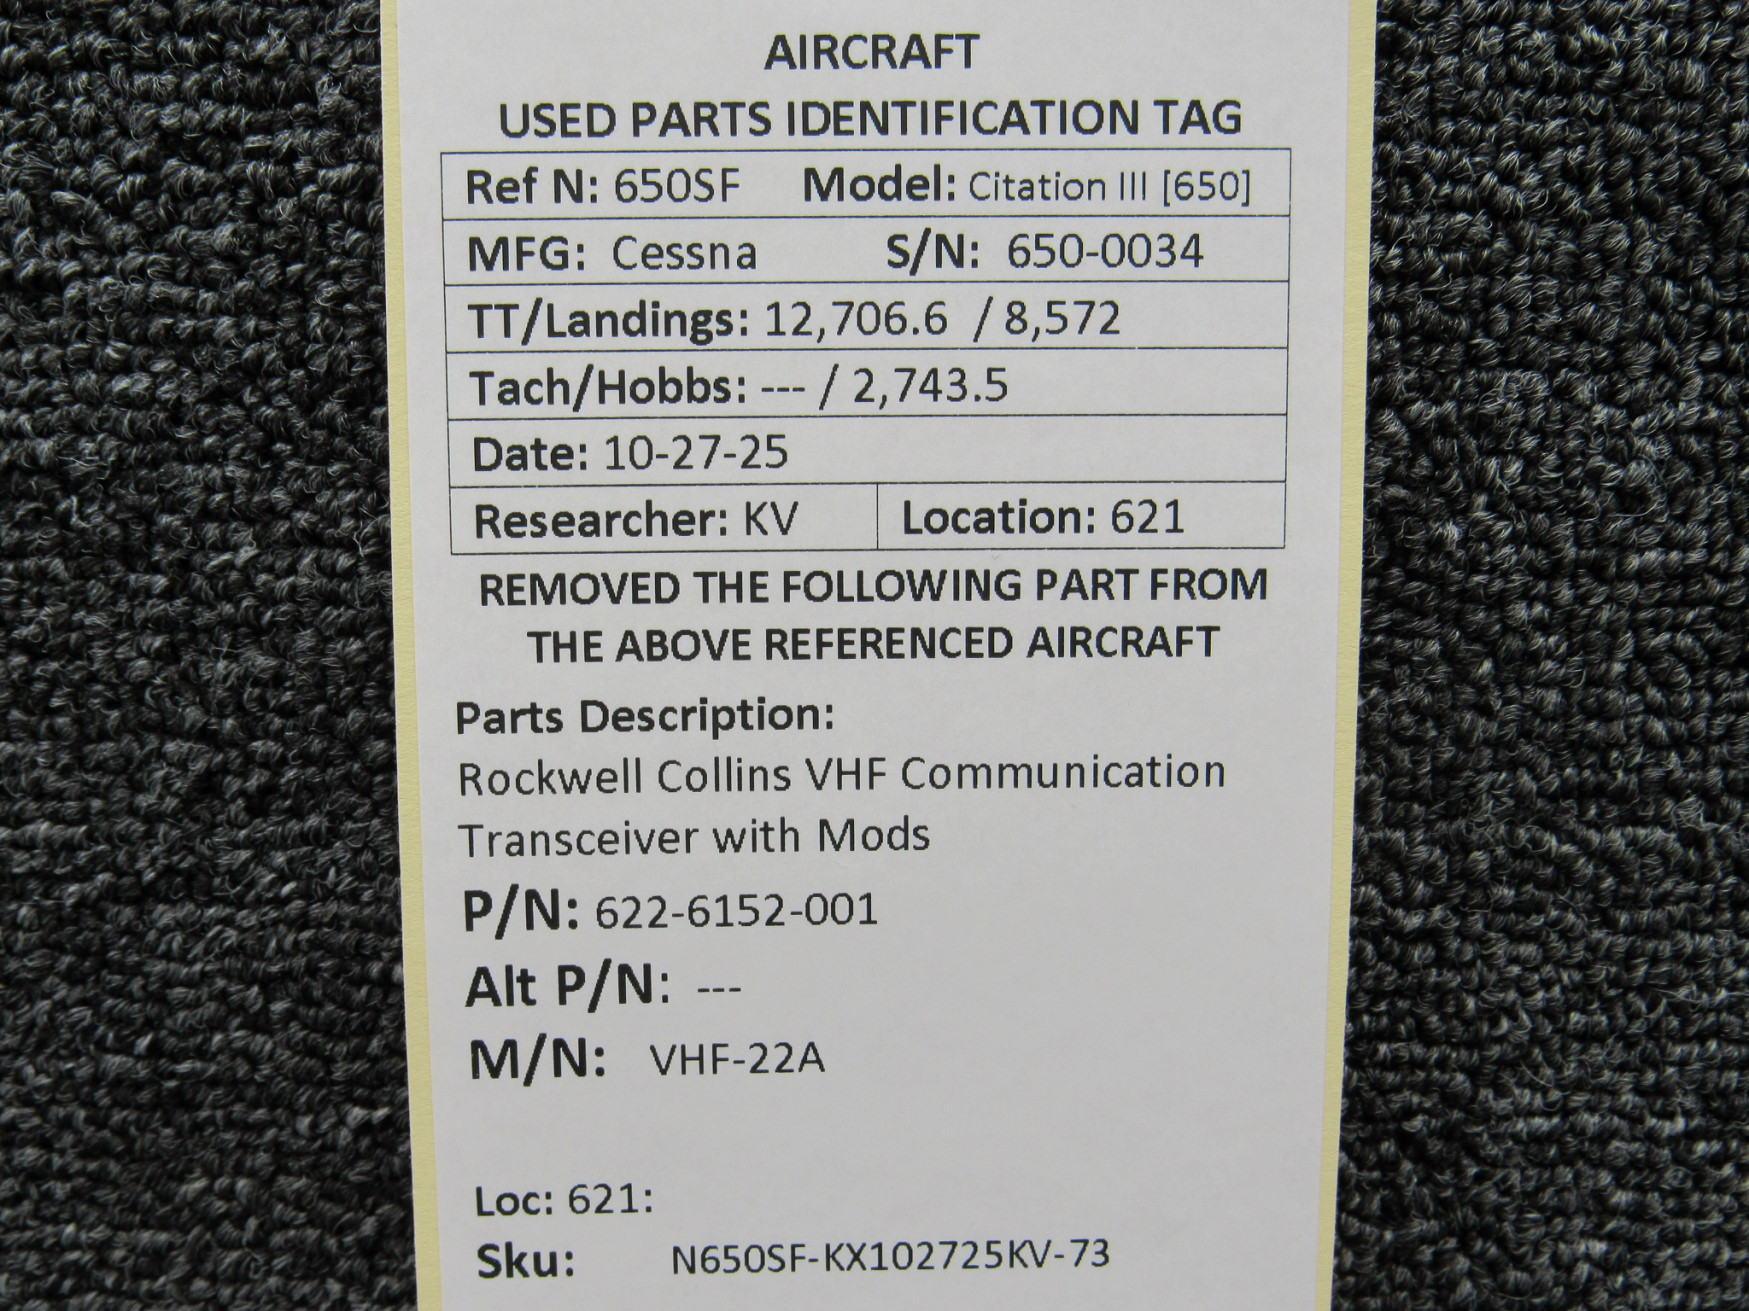 AIRCRAFT
USED PARTS IDENTIFICATION TAG
Ref N: 650SF Model: Citation III [650]
MFG: Cessna S/N: 650-0034
TT/Landings: 12,706.6 / 8,572
Tach/Hobbs: --- / 2,743.5
Date: 10-27-25
Researcher: KV Location: 621
REMOVED THE FOLLOWING PART FROM
THE ABOVE REFERENCED AIRCRAFT
Parts Description:
Rockwell Collins VHF Communication
Transceiver with Mods
P/N: 622-6152-001
Alt P/N: ---
M/N: VHF-22A
Loc: 621:
Sku: N650SF-KX102725KV-73